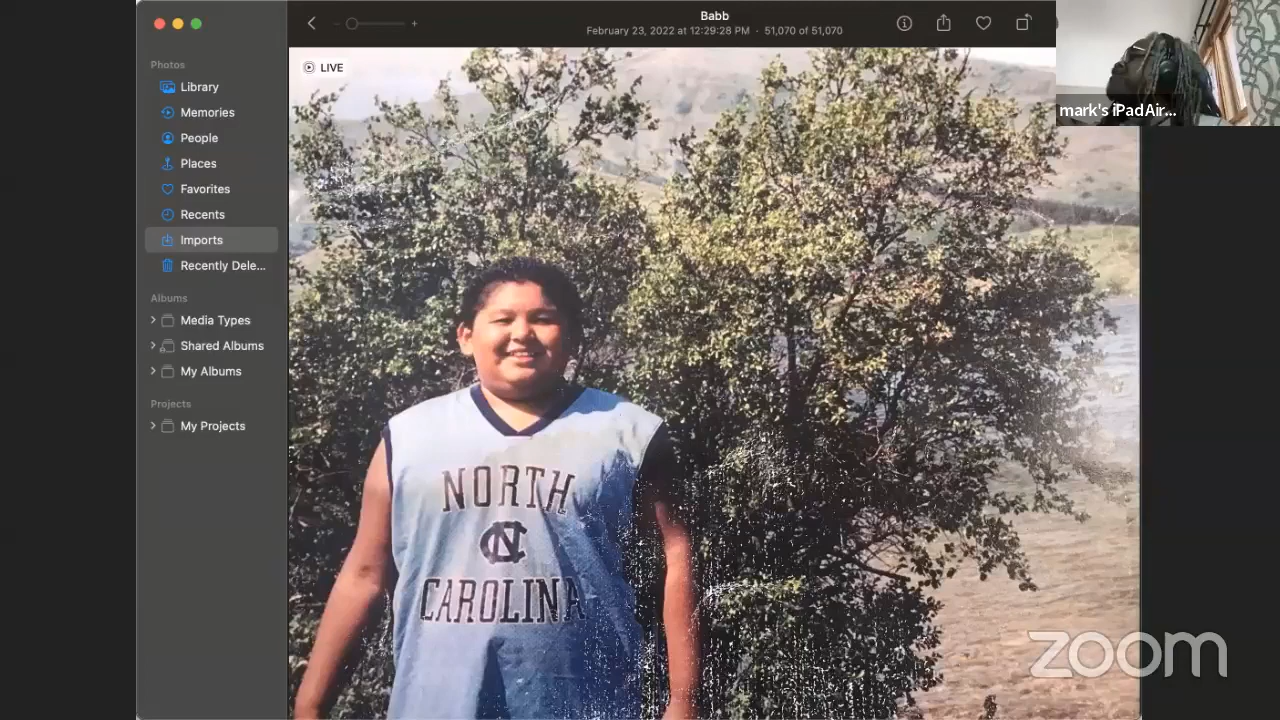 Babb
February 23, 2022 at 12:29:28 PM · 51,070 of 51,070
LIVE
Photos
Library
Memories
People
Places
Favorites
Recents
Imports
Recently Dele...
Albums
Media Types
Shared Albums
My Albums
Projects
My Projects
mark's iPadAir...
NORTH
NC
CAROLINA
zoom